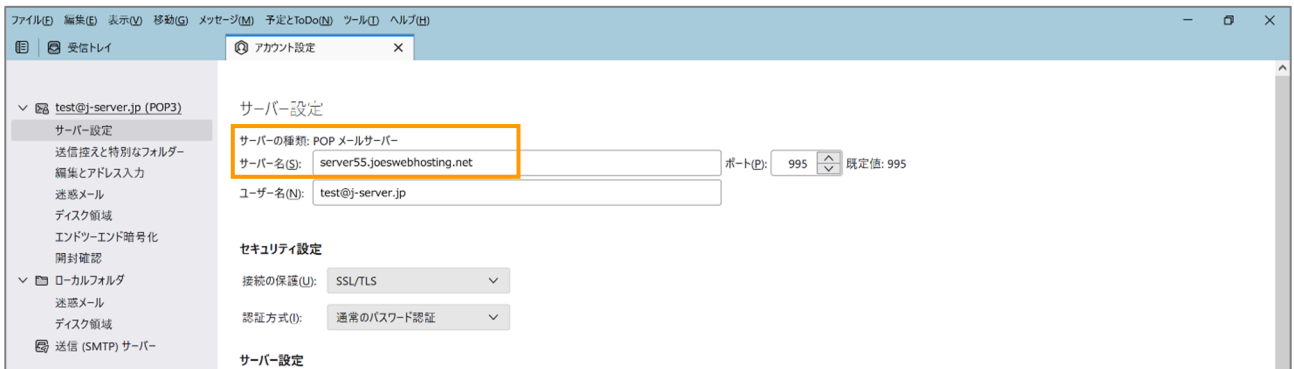 ファイル(F) 編集(E) 表示(V) 移動(G) メッセージ(M) 予定とToDo(N) ツール(T) ヘルプ(H)
受信トレイ アカウント設定
test@j-server.jp (POP3)
サーバー設定
送信控えと特別なフォルダー
編集とアドレス入力
迷惑メール
ディスク領域
エンドツーエンド暗号化
開封確認
ローカルフォルダ
迷惑メール
ディスク領域
送信 (SMTP) サーバー
サーバー設定
サーバーの種類: POP メールサーバー
サーバー名(S): server55.joeswebhosting.net ポート(P): 995 既定値: 995
ユーザー名(N): test@j-server.jp
セキュリティ設定
接続の保護(U): SSL/TLS
認証方式(I): 通常のパスワード認証
サーバー設定